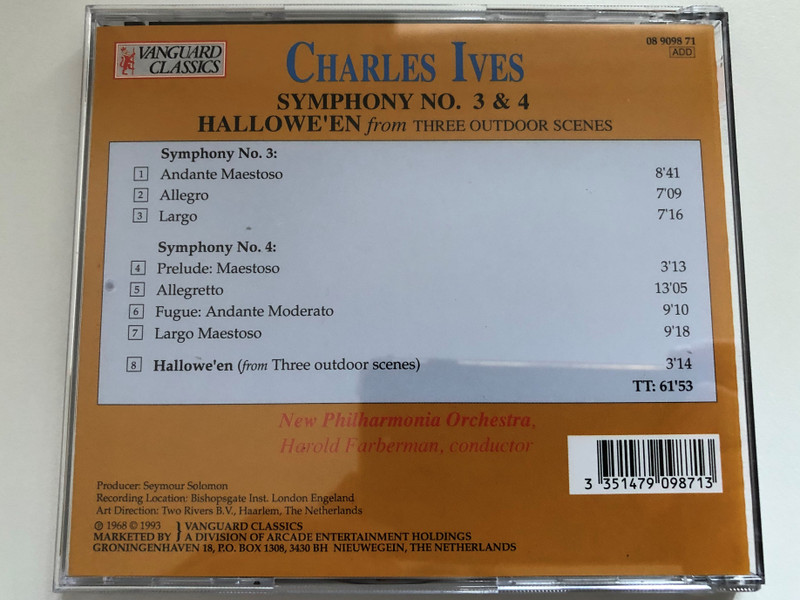 VANGUARD
CLASSICS
08 9098 71
ADD
CHARLES IVES
SYMPHONY NO. 3 & 4
HALLOWE'EN from THREE OUTDOOR SCENES
Symphony No. 3:
1 Andante Maestoso 8'41
2 Allegro 7'09
3 Largo 7'16
Symphony No. 4:
4 Prelude: Maestoso 3'13
5 Allegretto 13'05
6 Fugue: Andante Moderato 9'10
7 Largo Maestoso 9'18
8 Hallowe'en (from Three outdoor scenes) 3'14
TT: 61'53
New Philharmonia Orchestra,
Harold Farberman, conductor
3 351479 098713
Producer: Seymour Solomon
Recording Location: Bishopsgate Inst. London Engeland
Art Direction: Two Rivers B.V., Haarlem, The Netherlands
℗ 1968 © 1993 } VANGUARD CLASSICS
MARKETED BY } A DIVISION OF ARCADE ENTERTAINMENT HOLDINGS
GRONINGENHAVEN 18, P.O. BOX 1308, 3430 BH NIEUWEGEIN, THE NETHERLANDS